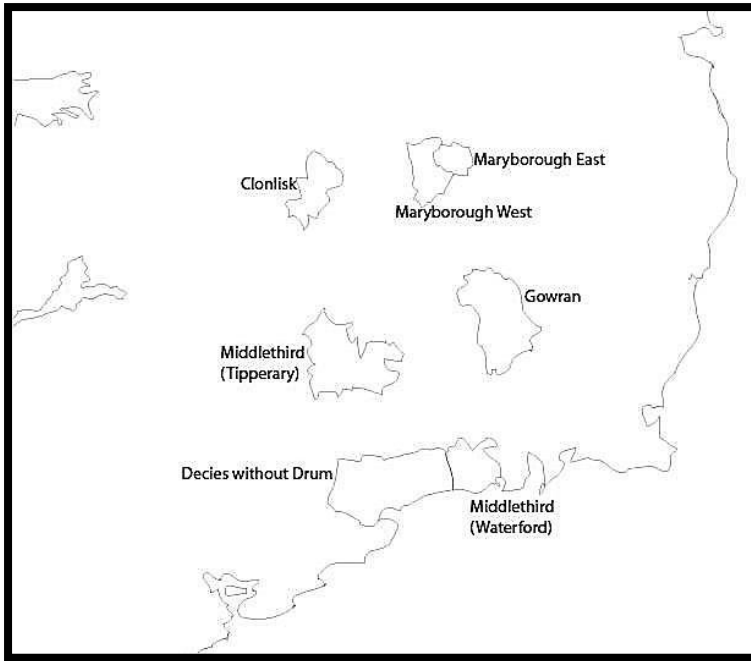 Maryborough East
Clonlisk
Maryborough West
Gowran
Middlethird
(Tipperary)
Decies without Drum
Middlethird
(Waterford)